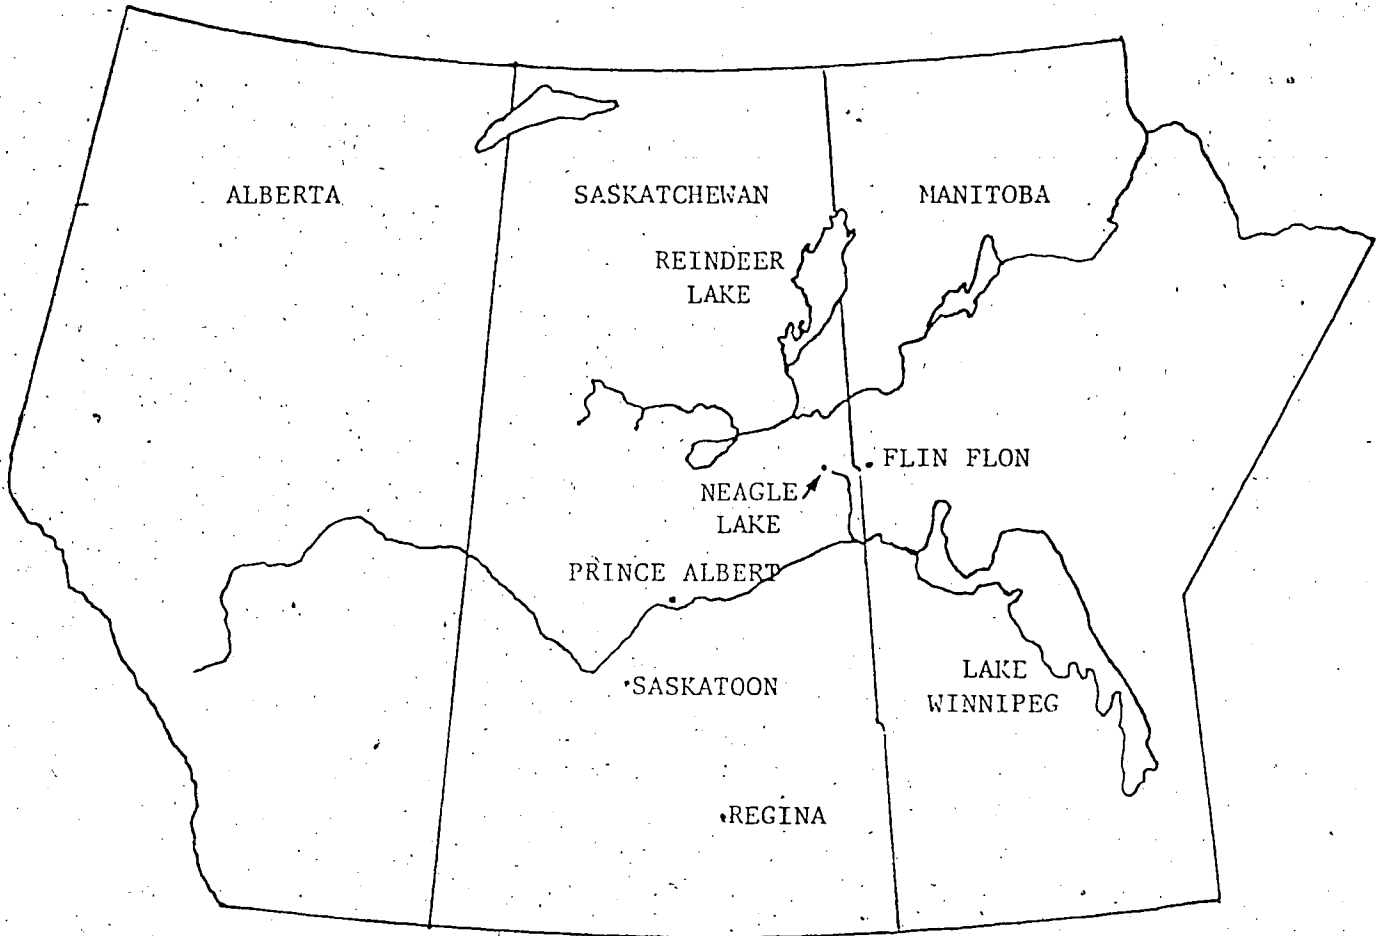 ALBERTA
SASKATCHEWAN
MANITOBA
REINDEER
LAKE
FLIN FLON
NEAGLE
LAKE
PRINCE ALBERT
SASKATOON
LAKE
WINNIPEG
REGINA